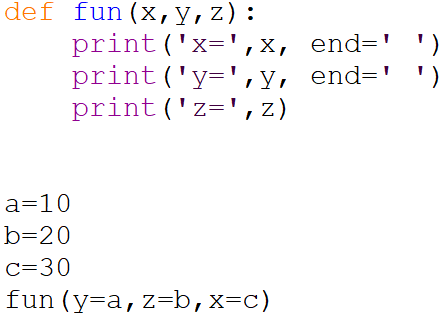 def fun(x,y,z):
    print('x=',x, end=' ')
    print('y=',y, end=' ')
    print('z=',z)
a=10
b=20
c=30
fun(y=a,z=b,x=c)